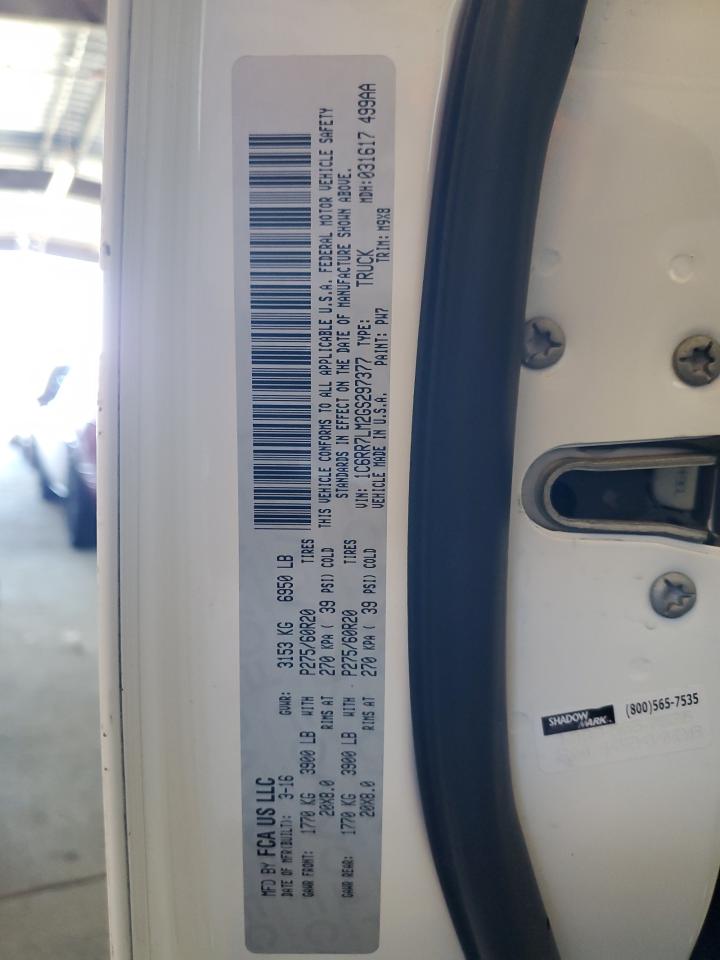 MFD BY FCA US LLC
DATE OF MFR(BUILT): 3-16 GVWR: 3153 KG 6950 LB
GAWR FRONT: 1770 KG 3900 LB WITH P275/60R20 TIRES
20X8.0 RIMS AT 270 KPA ( 39 PSI) COLD
GAWR REAR: 1770 KG 3900 LB WITH P275/60R20 TIRES
20X8.0 RIMS AT 270 KPA ( 39 PSI) COLD
THIS VEHICLE CONFORMS TO ALL APPLICABLE U.S.A. FEDERAL MOTOR VEHICLE SAFETY
STANDARDS IN EFFECT ON THE DATE OF MANUFACTURE SHOWN ABOVE.
VIN: 1C6RR7LM2GS297377 TYPE: TRUCK MDH:031617 499AA
VEHICLE MADE IN U.S.A. PAINT: PW7 TRIM: M9X8
SHADOW MARK (800)565-7535